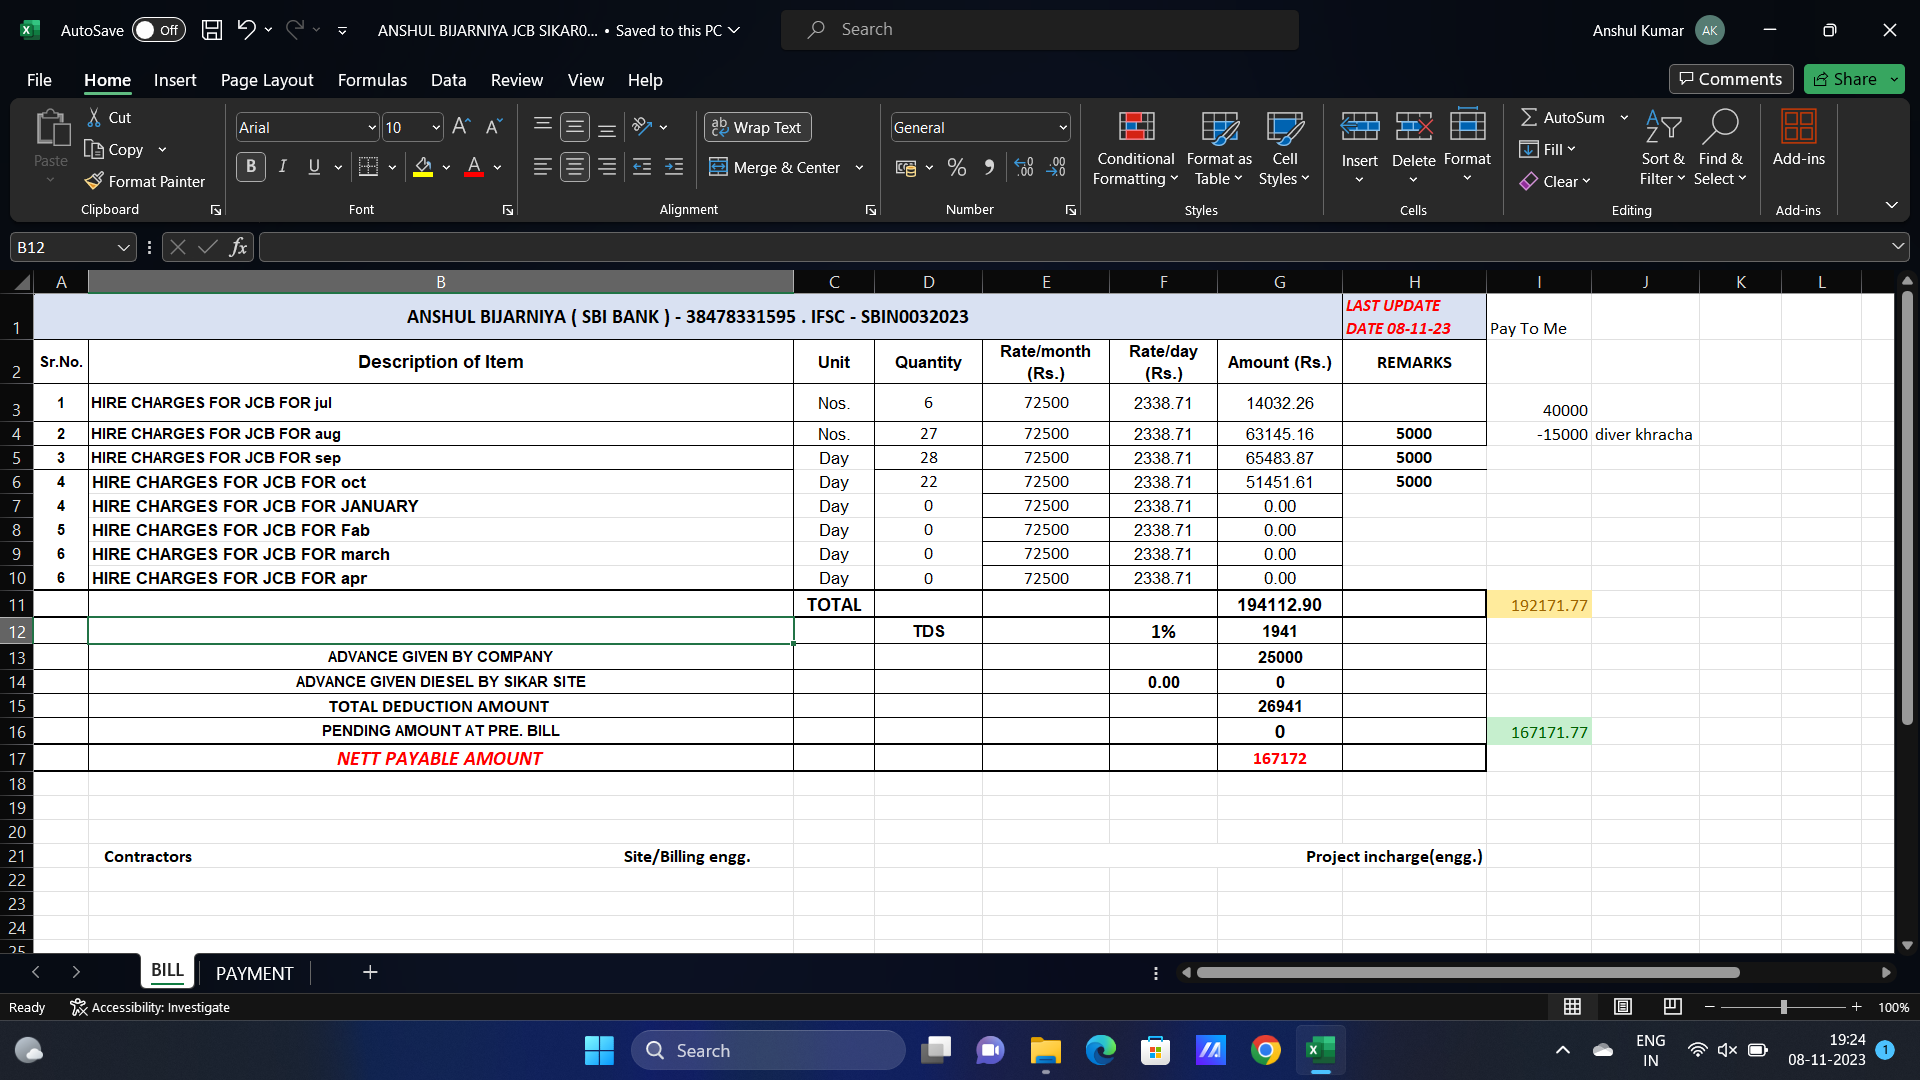 AutoSave Off ANSHUL BIJARNIYA JCB SIKAR0... • Saved to this PC Search Anshul Kumar AK
File Home Insert Page Layout Formulas Data Review View Help Comments Share
Paste Cut Copy Format Painter Clipboard
Arial 10 B I U A Font
Wrap Text Merge & Center Alignment
General % Number
Conditional Formatting Format as Table Cell Styles Styles
Insert Delete Format Cells
AutoSum Fill Clear Sort & Filter Find & Select Editing
Add-ins Add-ins
B12 fx
A B C D E F G H I J K L
1 ANSHUL BIJARNIYA ( SBI BANK ) - 38478331595 . IFSC - SBIN0032023 LAST UPDATE DATE 08-11-23 Pay To Me
2 Sr.No. Description of Item Unit Quantity Rate/month (Rs.) Rate/day (Rs.) Amount (Rs.) REMARKS
3 1 HIRE CHARGES FOR JCB FOR jul Nos. 6 72500 2338.71 14032.26 40000
4 2 HIRE CHARGES FOR JCB FOR aug Nos. 27 72500 2338.71 63145.16 5000 -15000 diver khracha
5 3 HIRE CHARGES FOR JCB FOR sep Day 28 72500 2338.71 65483.87 5000
6 4 HIRE CHARGES FOR JCB FOR oct Day 22 72500 2338.71 51451.61 5000
7 4 HIRE CHARGES FOR JCB FOR JANUARY Day 0 72500 2338.71 0.00
8 5 HIRE CHARGES FOR JCB FOR Fab Day 0 72500 2338.71 0.00
9 6 HIRE CHARGES FOR JCB FOR march Day 0 72500 2338.71 0.00
10 6 HIRE CHARGES FOR JCB FOR apr Day 0 72500 2338.71 0.00
11 TOTAL 194112.90 192171.77
12 TDS 1% 1941
13 ADVANCE GIVEN BY COMPANY 25000
14 ADVANCE GIVEN DIESEL BY SIKAR SITE 0.00 0
15 TOTAL DEDUCTION AMOUNT 26941
16 PENDING AMOUNT AT PRE. BILL 0 167171.77
17 NETT PAYABLE AMOUNT 167172
18
19
20
21 Contractors Site/Billing engg. Project incharge(engg.)
22
23
24
25
BILL PAYMENT
Ready Accessibility: Investigate 100%
Search ENG IN 19:24 08-11-2023 1